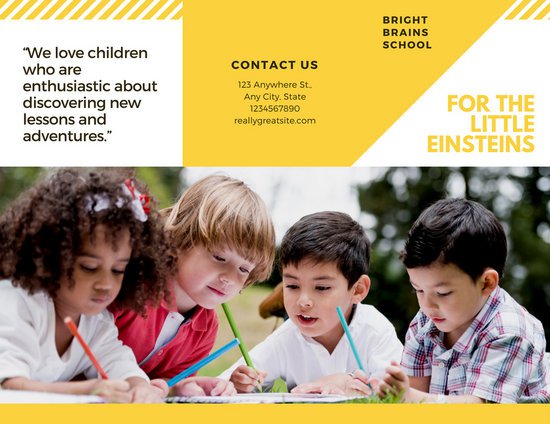 “We love children
who are
enthusiastic about
discovering new
lessons and
adventures.”
CONTACT US
123 Anywhere St.,
Any City, State
1234567890
reallygreatsite.com
BRIGHT
BRAINS
SCHOOL
FOR THE
LITTLE
EINSTEINS